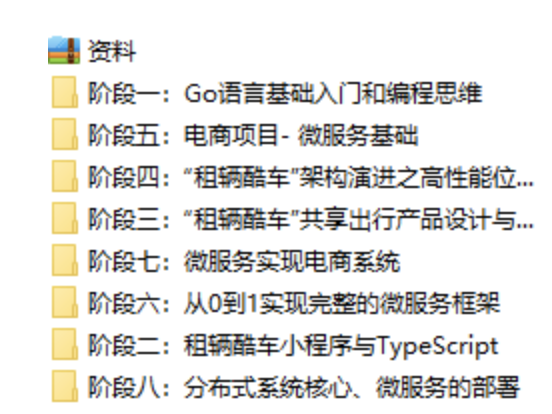 资料
阶段一：Go语言基础入门和编程思维
阶段五：电商项目- 微服务基础
阶段四：“租辆酷车”架构演进之高性能位...
阶段三：“租辆酷车”共享出行产品设计与...
阶段七：微服务实现电商系统
阶段六：从0到1实现完整的微服务框架
阶段二：租辆酷车小程序与TypeScript
阶段八：分布式系统核心、微服务的部署